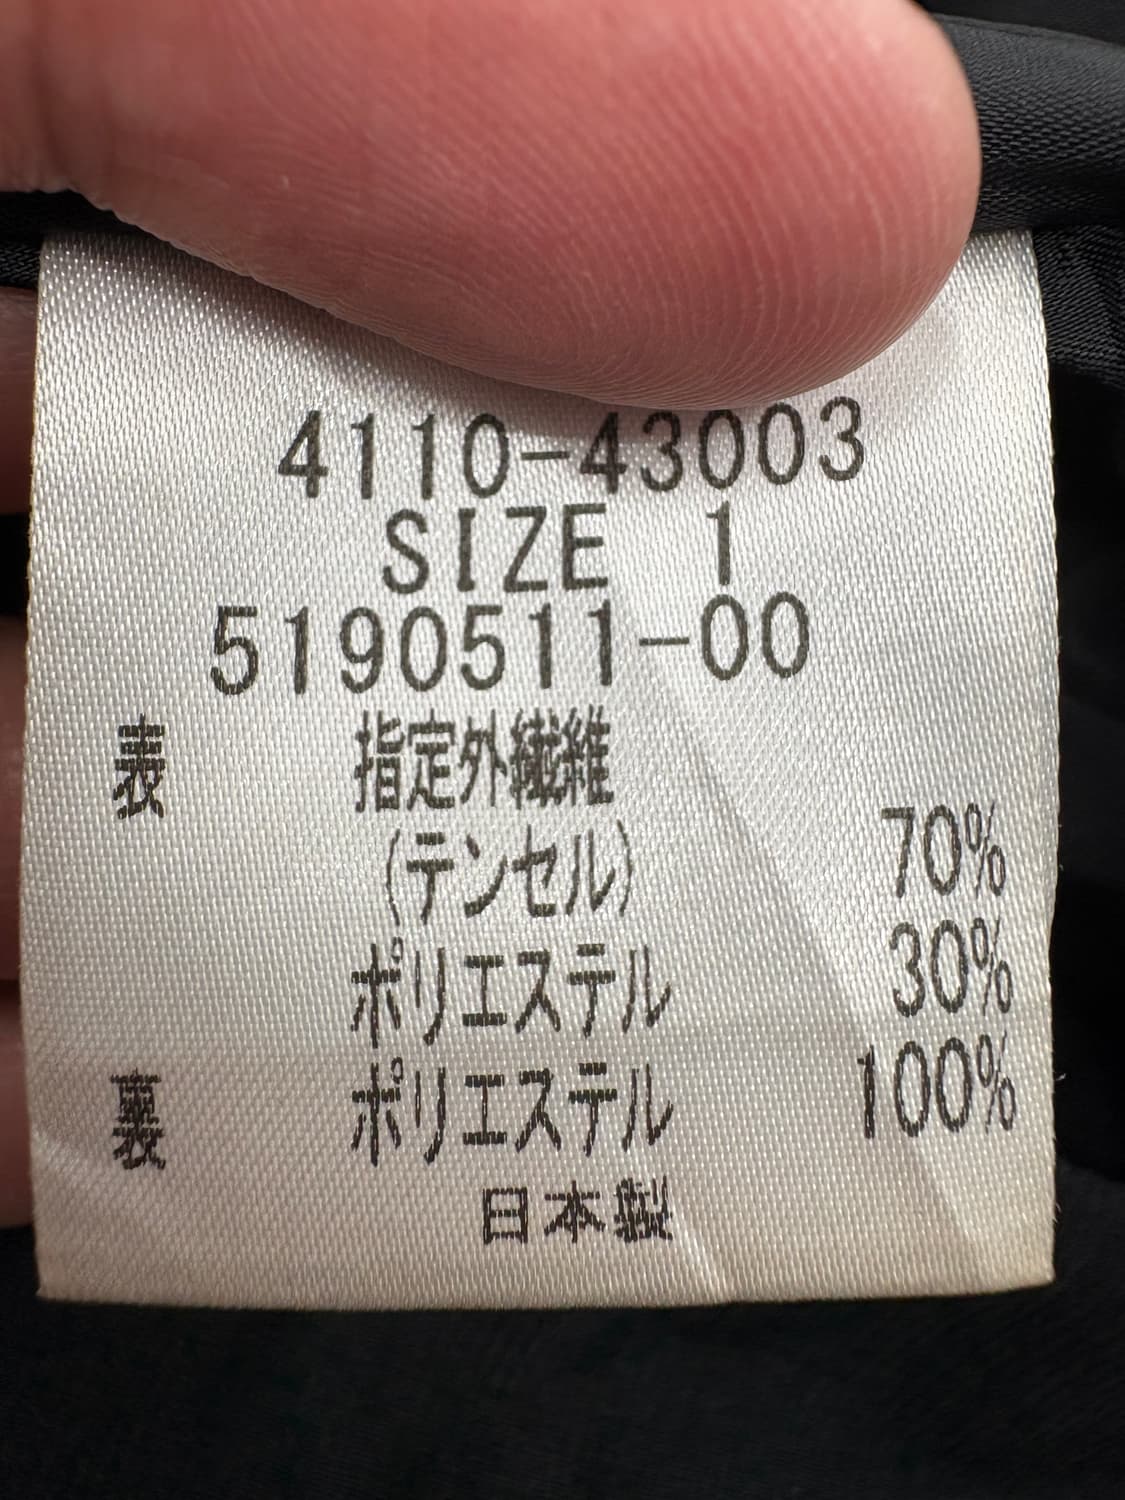 4110-43003
SIZE 1
5190511-00
表 指定外繊維
(テンセル) 70%
ポリエステル 30%
裏 ポリエステル 100%
日本製